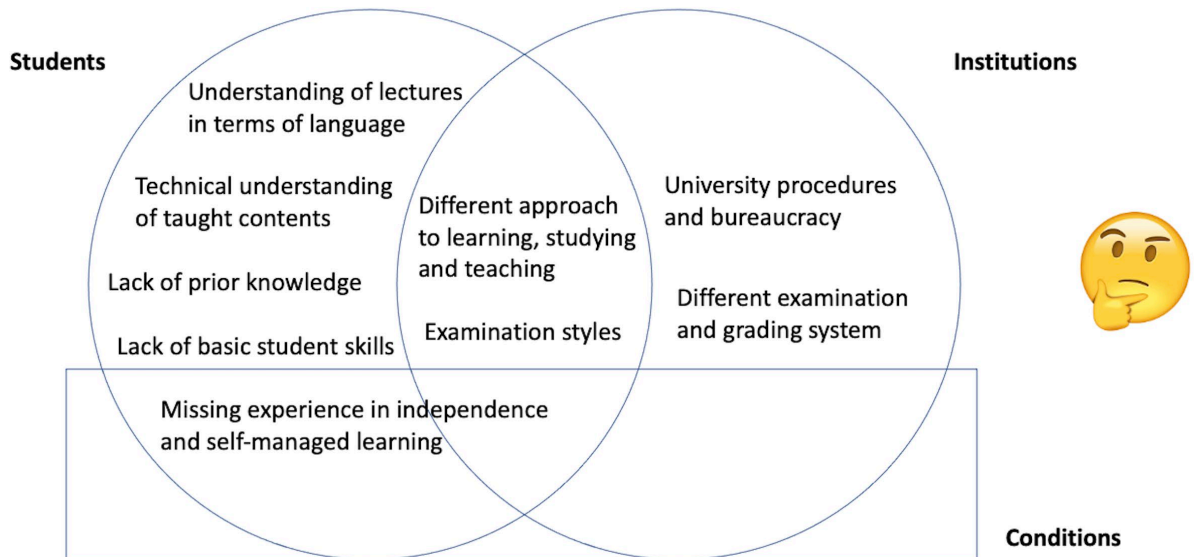 Students
Institutions
Understanding of lectures
in terms of language
Technical understanding
of taught contents
Different approach
to learning, studying
and teaching
University procedures
and bureaucracy
Lack of prior knowledge
Different examination
and grading system
Examination styles
Lack of basic student skills
Missing experience in independence
and self-managed learning
Conditions